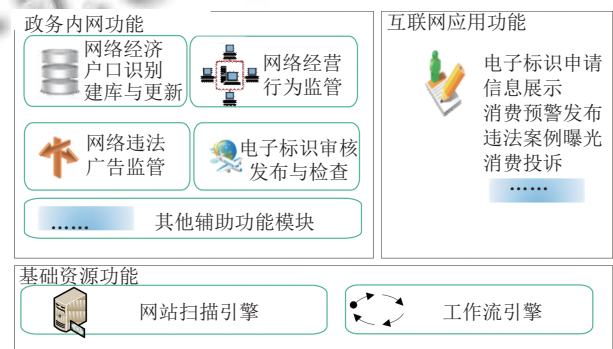 政务内网功能
网络经济
户口识别
建库与更新
网络经营
行为监管
网络违法
广告监管
电子标识审核
发布与检查
…… 其他辅助功能模块
互联网应用功能
电子标识申请
信息展示
消费预警发布
违法案例曝光
消费投诉
……
基础资源功能
网站扫描引擎
工作流引擎